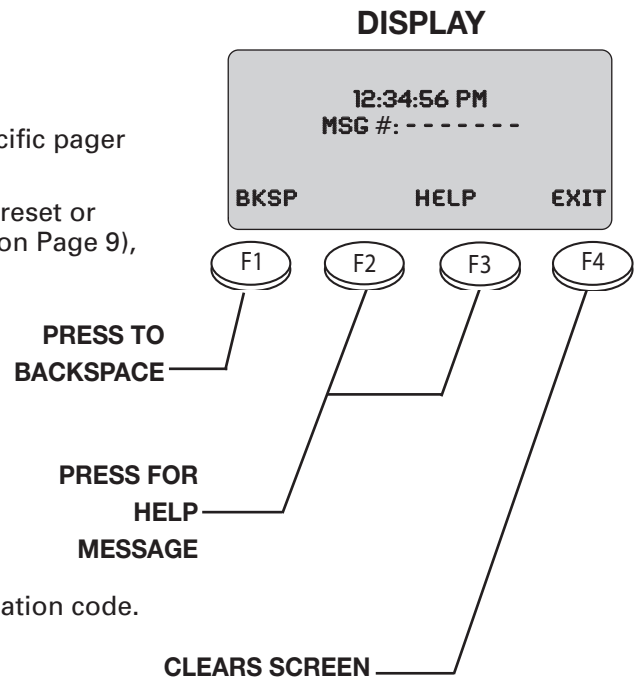 DISPLAY
12:34:56 PM
MSG #: - - - - - - -
BKSP HELP EXIT
F1 F2 F3 F4
cific pager
reset or
on Page 9),
PRESS TO
BACKSPACE
PRESS FOR
HELP
MESSAGE
ation code.
CLEARS SCREEN